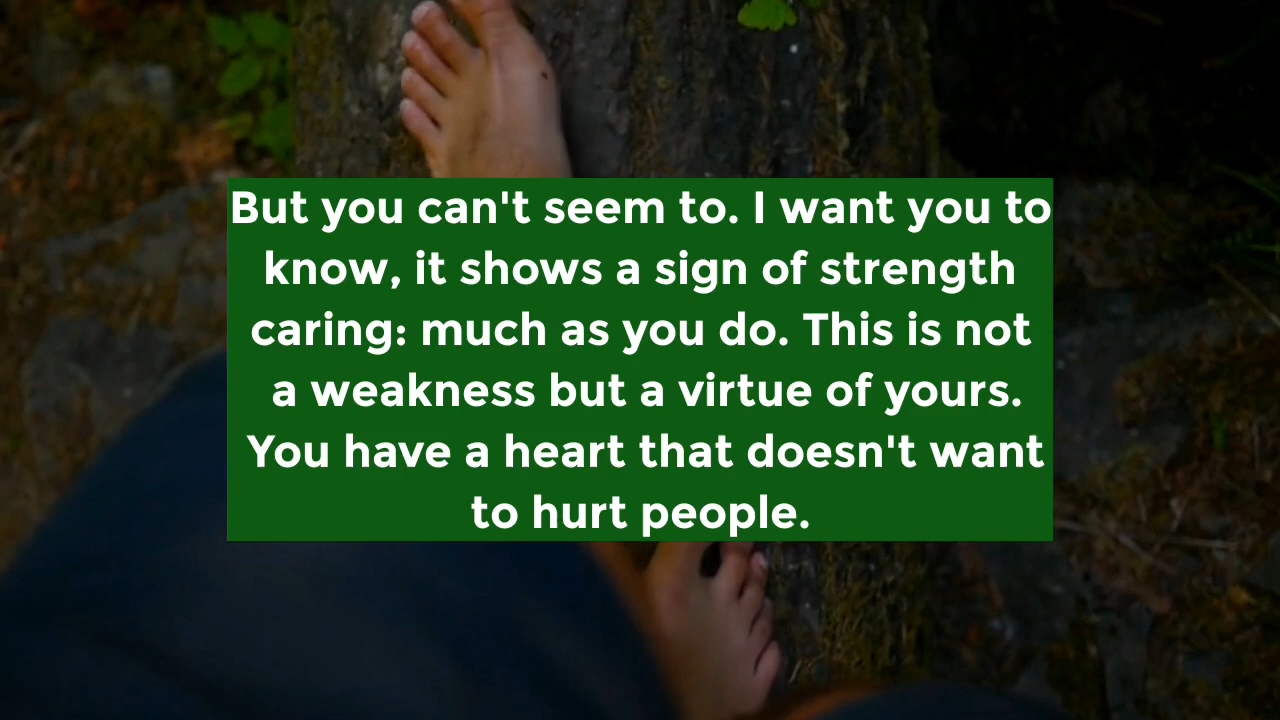 But you can't seem to. I want you to
know, it shows a sign of strength
caring: much as you do. This is not
a weakness but a virtue of yours.
You have a heart that doesn't want
to hurt people.